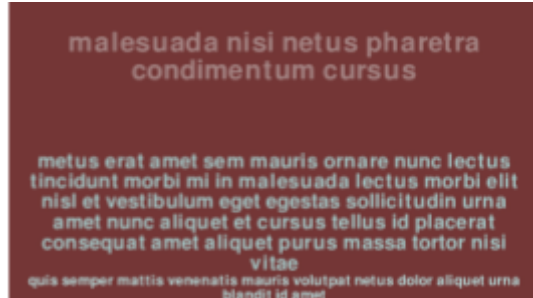 malesuada nisi netus pharetra
condimentum cursus
metus erat amet sem mauris ornare nunc lectus
tincidunt morbi mi in malesuada lectus morbi elit
nisl et vestibulum eget egestas sollicitudin urna
amet nunc aliquet et cursus tellus id placerat
consequat amet aliquet purus massa tortor nisi
vitae
quis semper mattis venenatis mauris volutpat netus dolor aliquet urna
blandit id amet